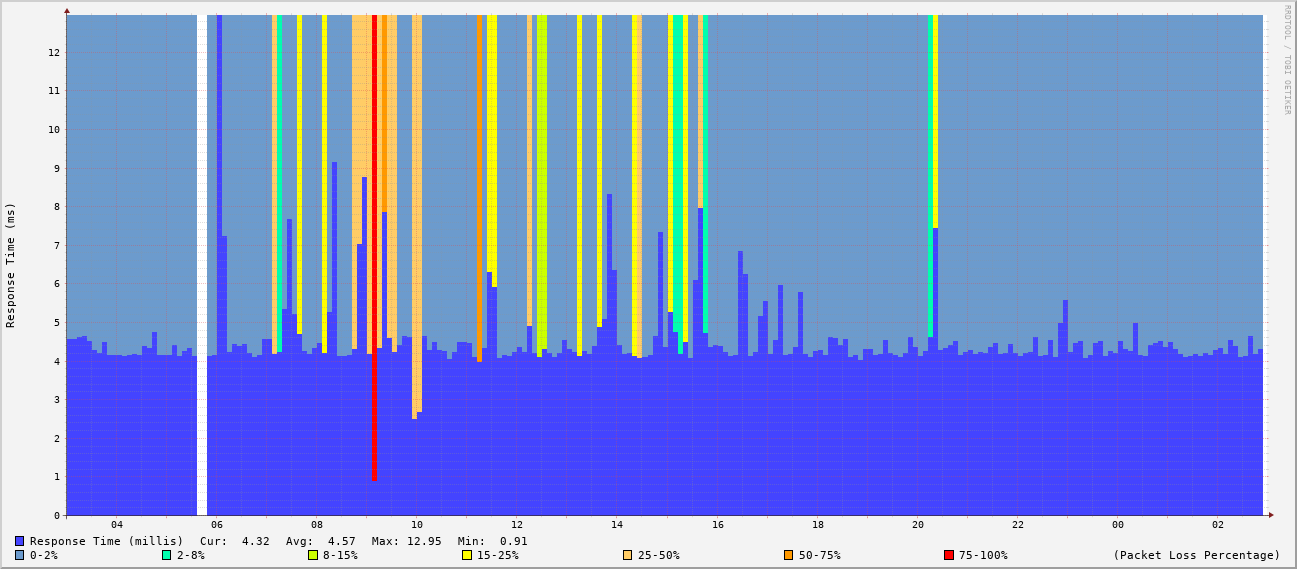 RRDTOOL / TOBI OETIKER
Response Time (ms)
12
11
10
9
8
7
6
5
4
3
2
1
0
04 06 08 10 12 14 16 18 20 22 00 02
Response Time (millis) Cur: 4.32 Avg: 4.57 Max: 12.95 Min: 0.91
0-2% 2-8% 8-15% 15-25% 25-50% 50-75% 75-100% (Packet Loss Percentage)